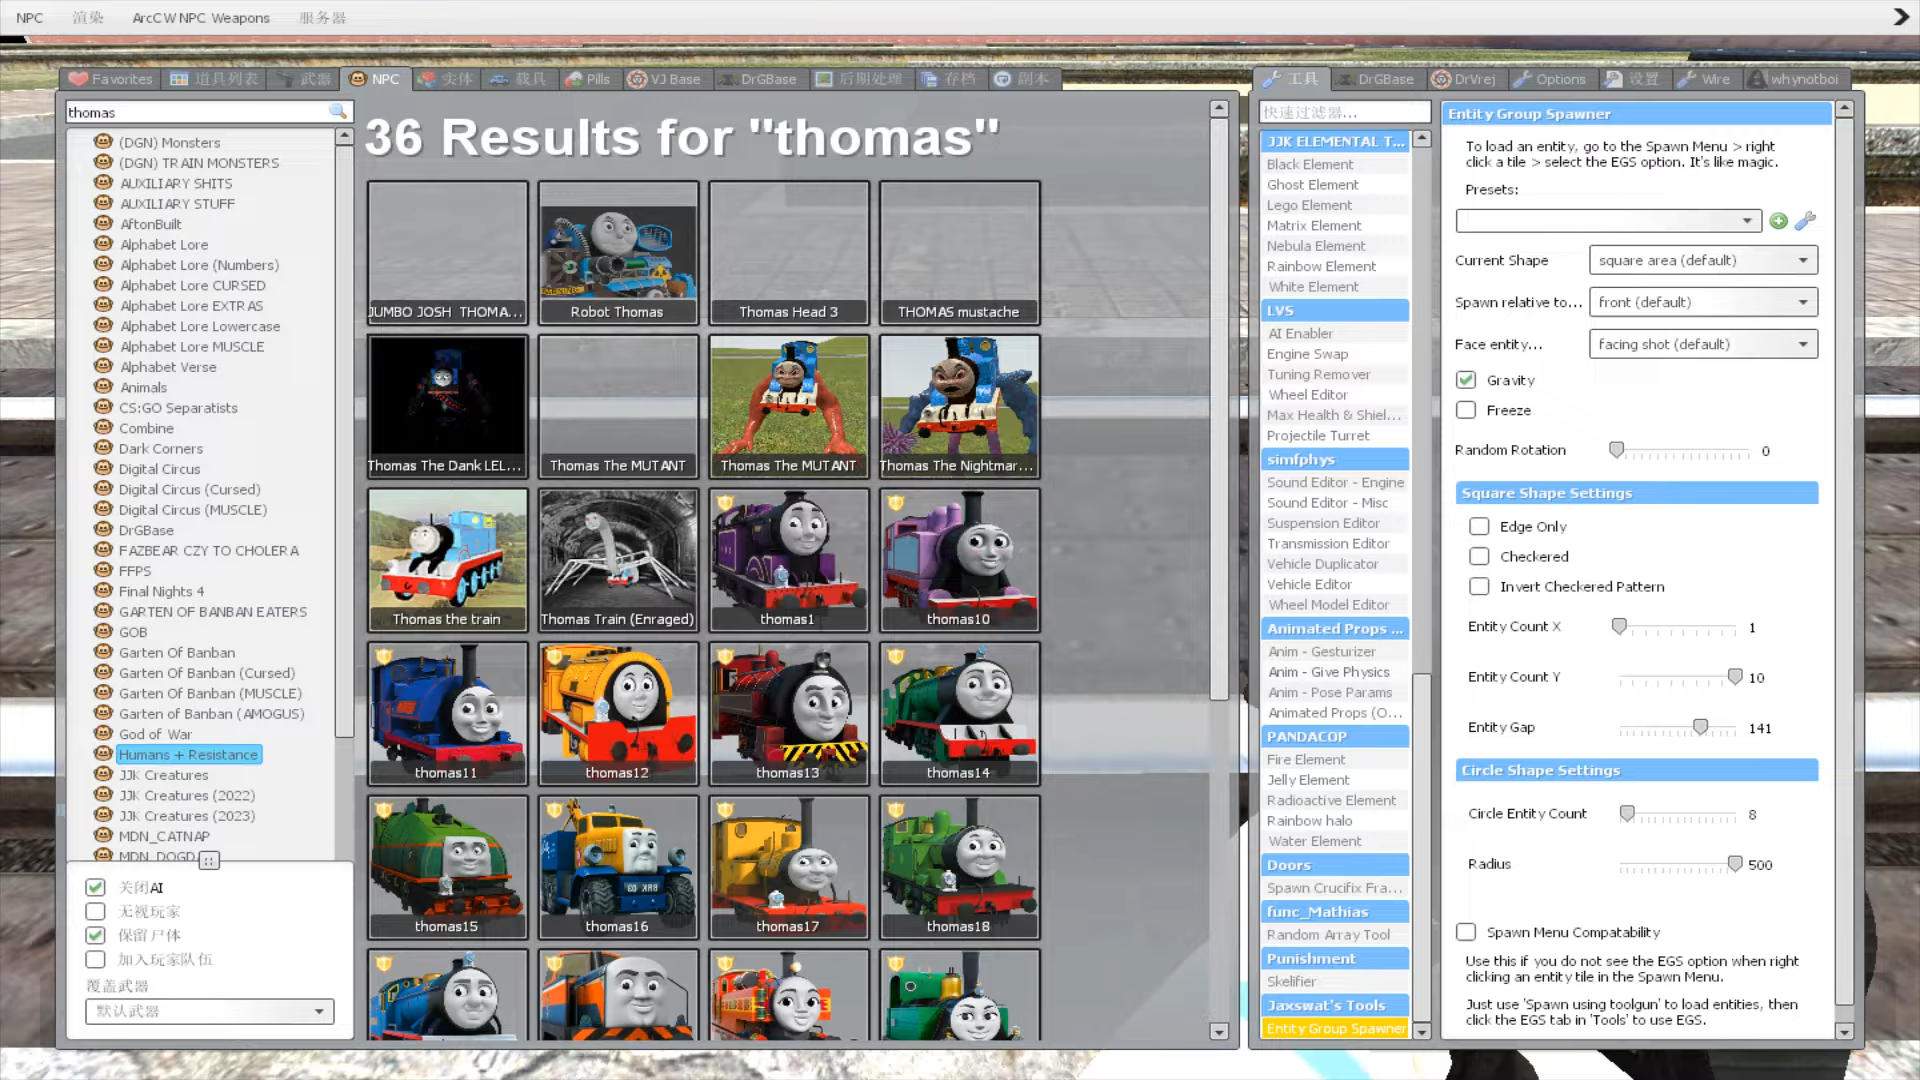 NPC 渲染 ArcCW NPC Weapons 服务器
Favorites 道具列表 武器 NPC 实体 载具 Pills VJ Base DrGBase 后期处理 存档 副本
thomas
(DGN) Monsters
(DGN) TRAIN MONSTERS
AUXILIARY SHITS
AUXILIARY STUFF
AftonBuilt
Alphabet Lore
Alphabet Lore (Numbers)
Alphabet Lore CURSED
Alphabet Lore EXTRAS
Alphabet Lore Lowercase
Alphabet Lore MUSCLE
Alphabet Verse
Animals
CS:GO Separatists
Combine
Dark Corners
Digital Circus
Digital Circus (Cursed)
Digital Circus (MUSCLE)
DrGBase
FAZBEAR CZY TO CHOLERA
FFPS
Final Nights 4
GARTEN OF BANBAN EATERS
GOB
Garten Of Banban
Garten Of Banban (Cursed)
Garten Of Banban (MUSCLE)
Garten of Banban (AMOGUS)
God of War
Humans + Resistance
JJK Creatures
JJK Creatures (2022)
JJK Creatures (2023)
MDN_CATNAP
MDN_DOGD
关闭AI
无视玩家
保留尸体
加入玩家队伍
覆盖武器
默认武器
36 Results for "thomas"
JUMBO JOSH THOMA... Robot Thomas Thomas Head 3 THOMAS mustache
Thomas The Dank LEL... Thomas The MUTANT Thomas The MUTANT Thomas The Nightmar...
Thomas the train Thomas Train (Enraged) thomas1 thomas10
thomas11 thomas12 thomas13 thomas14
thomas15 thomas16 thomas17 thomas18
工具 DrGBase DrVrej Options 设置 Wire whynotboi
快速过滤器...
JJK ELEMENTAL T...
Black Element
Ghost Element
Lego Element
Matrix Element
Nebula Element
Rainbow Element
White Element
LVS
AI Enabler
Engine Swap
Tuning Remover
Wheel Editor
Max Health & Shiel...
Projectile Turret
simfphys
Sound Editor - Engine
Sound Editor - Misc
Suspension Editor
Transmission Editor
Vehicle Duplicator
Vehicle Editor
Wheel Model Editor
Animated Props ...
Anim - Gesturizer
Anim - Give Physics
Anim - Pose Params
Animated Props (O...
PANDACOP
Fire Element
Jelly Element
Radioactive Element
Rainbow halo
Water Element
Doors
Spawn Crucifix Fra...
func_Mathias
Random Array Tool
Punishment
Skelifier
Jaxswat's Tools
Entity Group Spawner
Entity Group Spawner
To load an entity, go to the Spawn Menu > right
click a tile > select the EGS option. It's like magic.
Presets:
Current Shape square area (default)
Spawn relative to... front (default)
Face entity... facing shot (default)
Gravity
Freeze
Random Rotation 0
Square Shape Settings
Edge Only
Checkered
Invert Checkered Pattern
Entity Count X 1
Entity Count Y 10
Entity Gap 141
Circle Shape Settings
Circle Entity Count 8
Radius 500
Spawn Menu Compatability
Use this if you do not see the EGS option when right
clicking an entity tile in the Spawn Menu.
Just use 'Spawn using toolgun' to load entities, then
click the EGS tab in 'Tools' to use EGS.